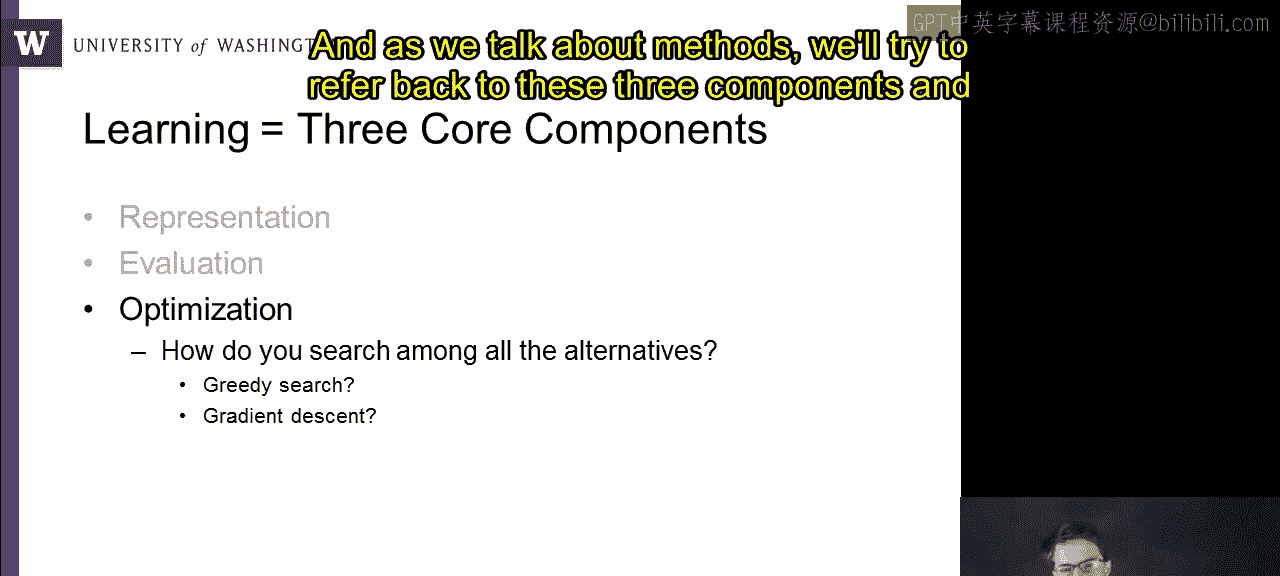 GPT中英字幕课程资源@bilibili.com
W UNIVERSITY of WASHINGT
And as we talk about methods, we'll try to
refer back to these three components and
Learning = Three Core Components
• Representation
• Evaluation
• Optimization
– How do you search among all the alternatives?
• Greedy search?
• Gradient descent?